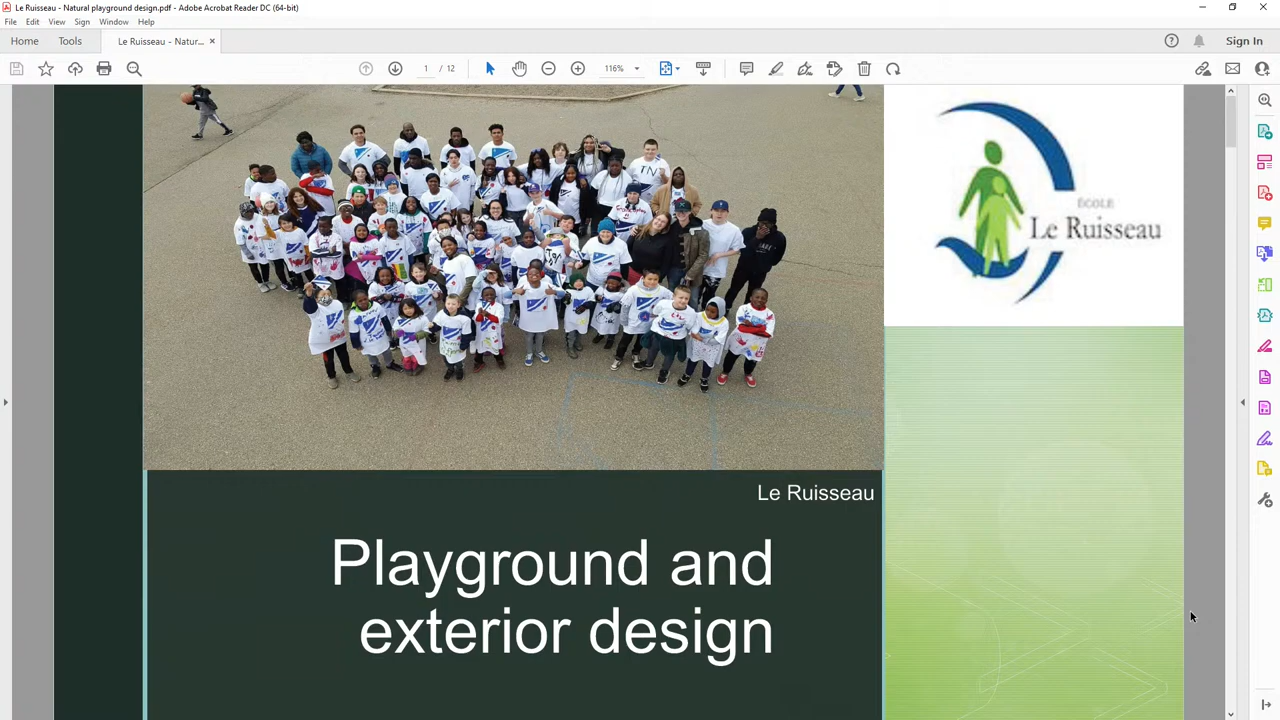 Le Ruisseau - Natural playground design.pdf - Adobe Acrobat Reader DC (64-bit)
File Edit View Sign Window Help
Home Tools Le Ruisseau - Natur... Sign In
1 / 12 116%
TN
ÉCOLE
Le Ruisseau
Le Ruisseau
Playground and
exterior design